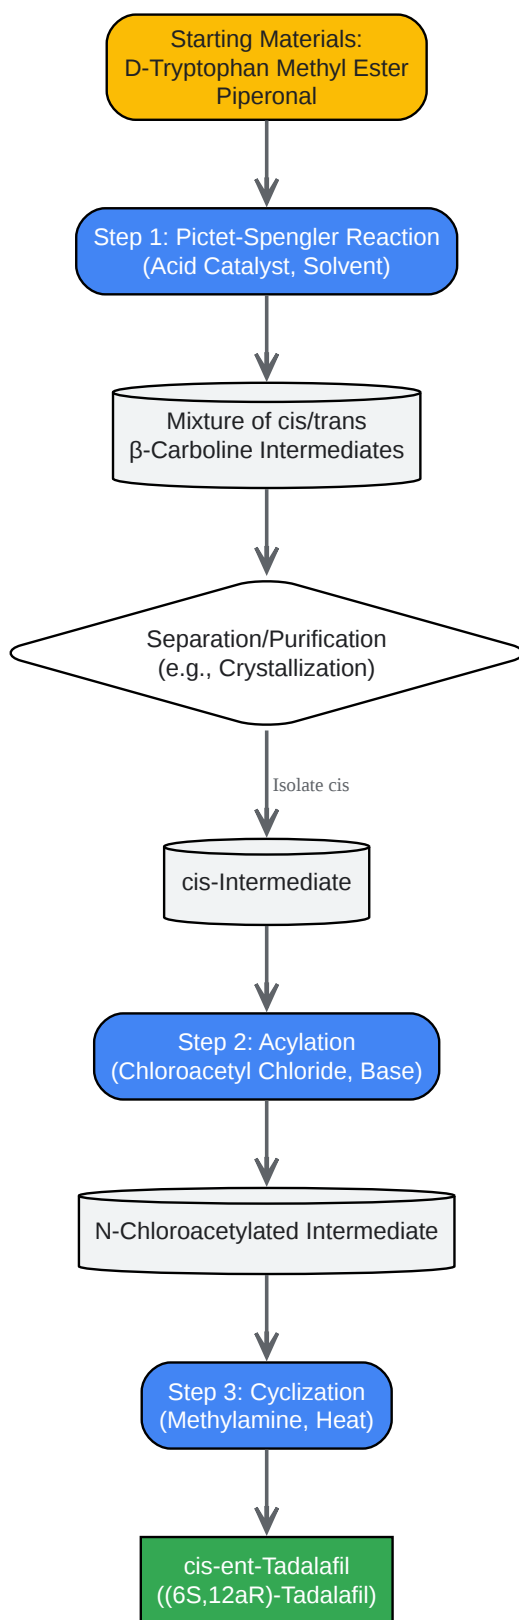 Starting Materials:
D-Tryptophan Methyl Ester
Piperonal
Step 1: Pictet-Spengler Reaction
(Acid Catalyst, Solvent)
Mixture of cis/trans
β-Carboline Intermediates
Separation/Purification
(e.g., Crystallization)
Isolate cis
cis-Intermediate
Step 2: Acylation
(Chloroacetyl Chloride, Base)
N-Chloroacetylated Intermediate
Step 3: Cyclization
(Methylamine, Heat)
cis-ent-Tadalafil
((6S,12aR)-Tadalafil)